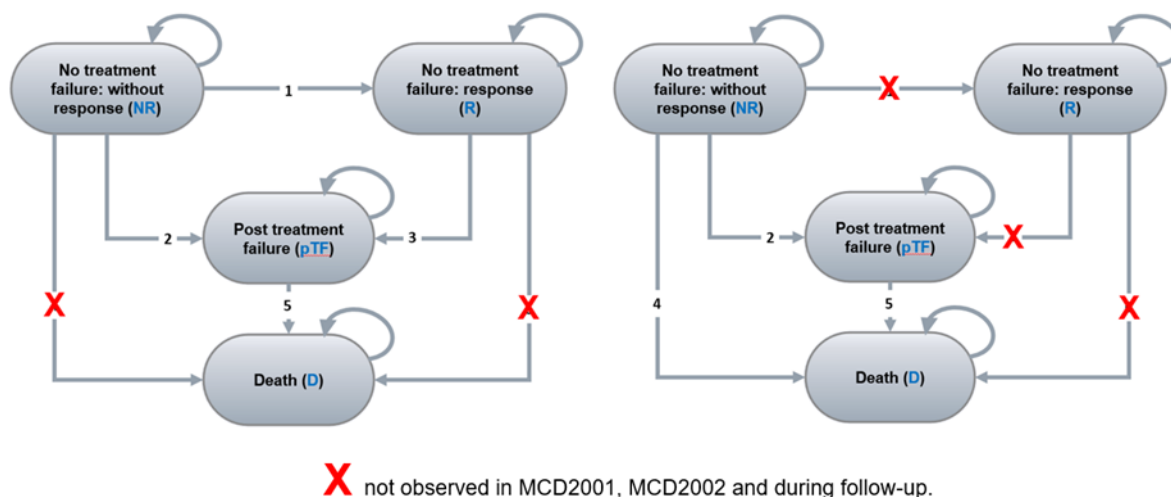 No treatment
failure: without
response (NR)
1
No treatment
failure: response
(R)
2
Post treatment
failure (pTF)
3
X
5
X
Death (D)
No treatment
failure: without
response (NR)
X
No treatment
failure: response
(R)
2
Post treatment
failure (pTF)
X
4
5
X
Death (D)
X not observed in MCD2001, MCD2002 and during follow-up.